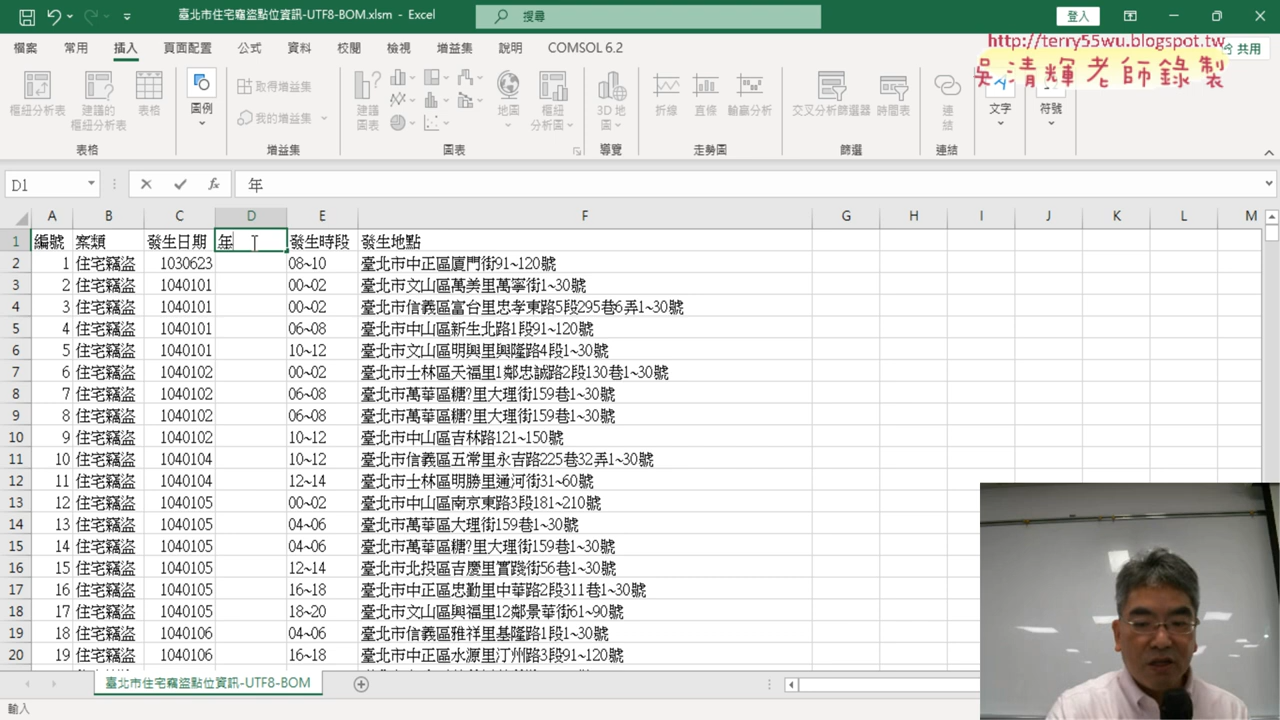 臺北市住宅竊盜點位資訊-UTF8-BOM.xlsm - Excel
搜尋
登入
檔案 常用 插入 頁面配置 公式 資料 校閱 檢視 增益集 說明 COMSOL 6.2
共用
http://terry55wu.blogspot.tw
吳清輝老師錄製
樞紐分析表 建議的樞紐分析表 表格 圖例 取得增益集 我的增益集 建議圖表 地圖 樞紐分析圖 3D 地圖 折線 直條 輸贏分析 交叉分析篩選器 時間表 連結 文字 符號
表格 增益集 圖表 導覽 走勢圖 篩選 連結
D1 fx 年
A B C D E F G H I J K L M
1 編號 案類 發生日期 年 發生時段 發生地點
2 1 住宅竊盜 1030623 08~10 臺北市中正區廈門街91~120號
3 2 住宅竊盜 1040101 00~02 臺北市文山區萬美里萬寧街1~30號
4 3 住宅竊盜 1040101 00~02 臺北市信義區富台里忠孝東路5段295巷6弄1~30號
5 4 住宅竊盜 1040101 06~08 臺北市中山區新生北路1段91~120號
6 5 住宅竊盜 1040101 10~12 臺北市文山區明興里興隆路4段1~30號
7 6 住宅竊盜 1040102 00~02 臺北市士林區天福里1鄰忠誠路2段130巷1~30號
8 7 住宅竊盜 1040102 06~08 臺北市萬華區糖?里大理街159巷1~30號
9 8 住宅竊盜 1040102 06~08 臺北市萬華區糖?里大理街159巷1~30號
10 9 住宅竊盜 1040102 10~12 臺北市中山區吉林路121~150號
11 10 住宅竊盜 1040104 10~12 臺北市信義區五常里永吉路225巷32弄1~30號
12 11 住宅竊盜 1040104 12~14 臺北市士林區明勝里通河街31~60號
13 12 住宅竊盜 1040105 00~02 臺北市中山區南京東路3段181~210號
14 13 住宅竊盜 1040105 04~06 臺北市萬華區大理街159巷1~30號
15 14 住宅竊盜 1040105 04~06 臺北市萬華區糖?里大理街159巷1~30號
16 15 住宅竊盜 1040105 12~14 臺北市北投區吉慶里實踐街56巷1~30號
17 16 住宅竊盜 1040105 16~18 臺北市中正區忠勤里中華路2段311巷1~30號
18 17 住宅竊盜 1040105 18~20 臺北市文山區興福里12鄰景華街61~90號
19 18 住宅竊盜 1040106 04~06 臺北市信義區雅祥里基隆路1段1~30號
20 19 住宅竊盜 1040106 16~18 臺北市中正區水源里汀州路3段91~120號
臺北市住宅竊盜點位資訊-UTF8-BOM
輸入